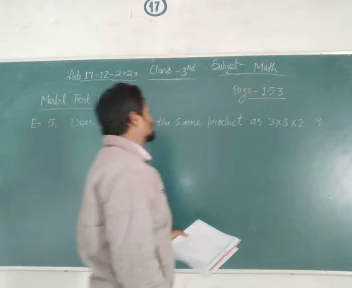 17
Date 17-12-2020 Class - 3rd Subject- Math
Model Test Page - 153
E- 5. Does the same product as 3x3x2 ?